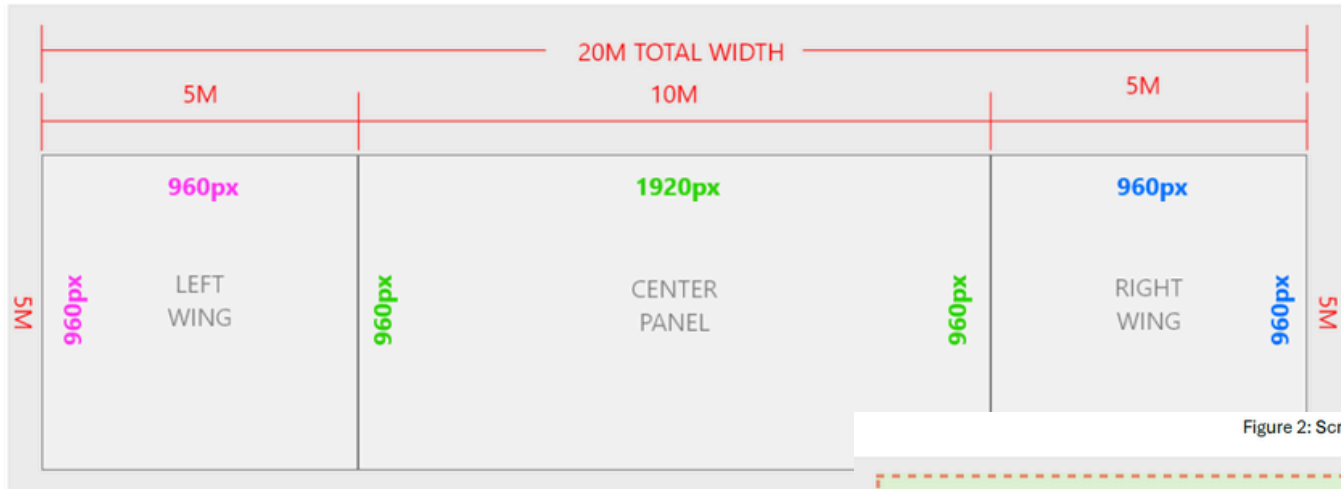 20M TOTAL WIDTH
5M 10M 5M
960px 1920px 960px
5M 960px LEFT WING 960px CENTER PANEL 960px RIGHT WING 960px 5M
Figure 2: Scr